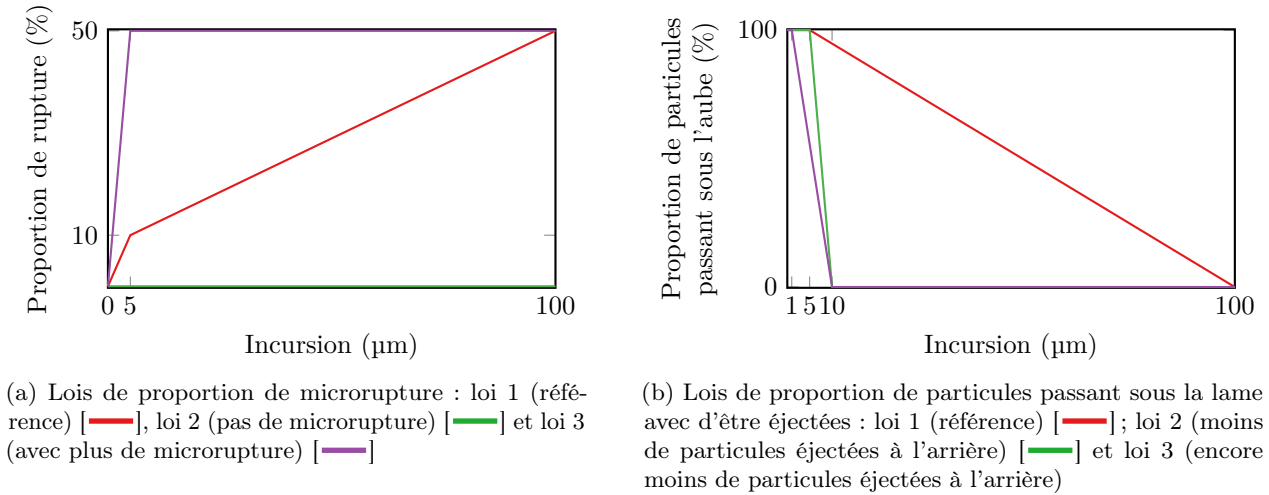 Proportion de rupture (%)
50
10
0 5 100
Incursion (µm)
Proportion de particules
passant sous l'aube (%)
100
0
1 5 10 100
Incursion (µm)
(a) Lois de proportion de microrupture : loi 1 (réfé-
rence) [ ], loi 2 (pas de microrupture) [ ] et loi 3
(avec plus de microrupture) [ ]
(b) Lois de proportion de particules passant sous la lame
avec d'être éjectées : loi 1 (référence) [ ] ; loi 2 (moins
de particules éjectées à l'arrière) [ ] et loi 3 (encore
moins de particules éjectées à l'arrière)